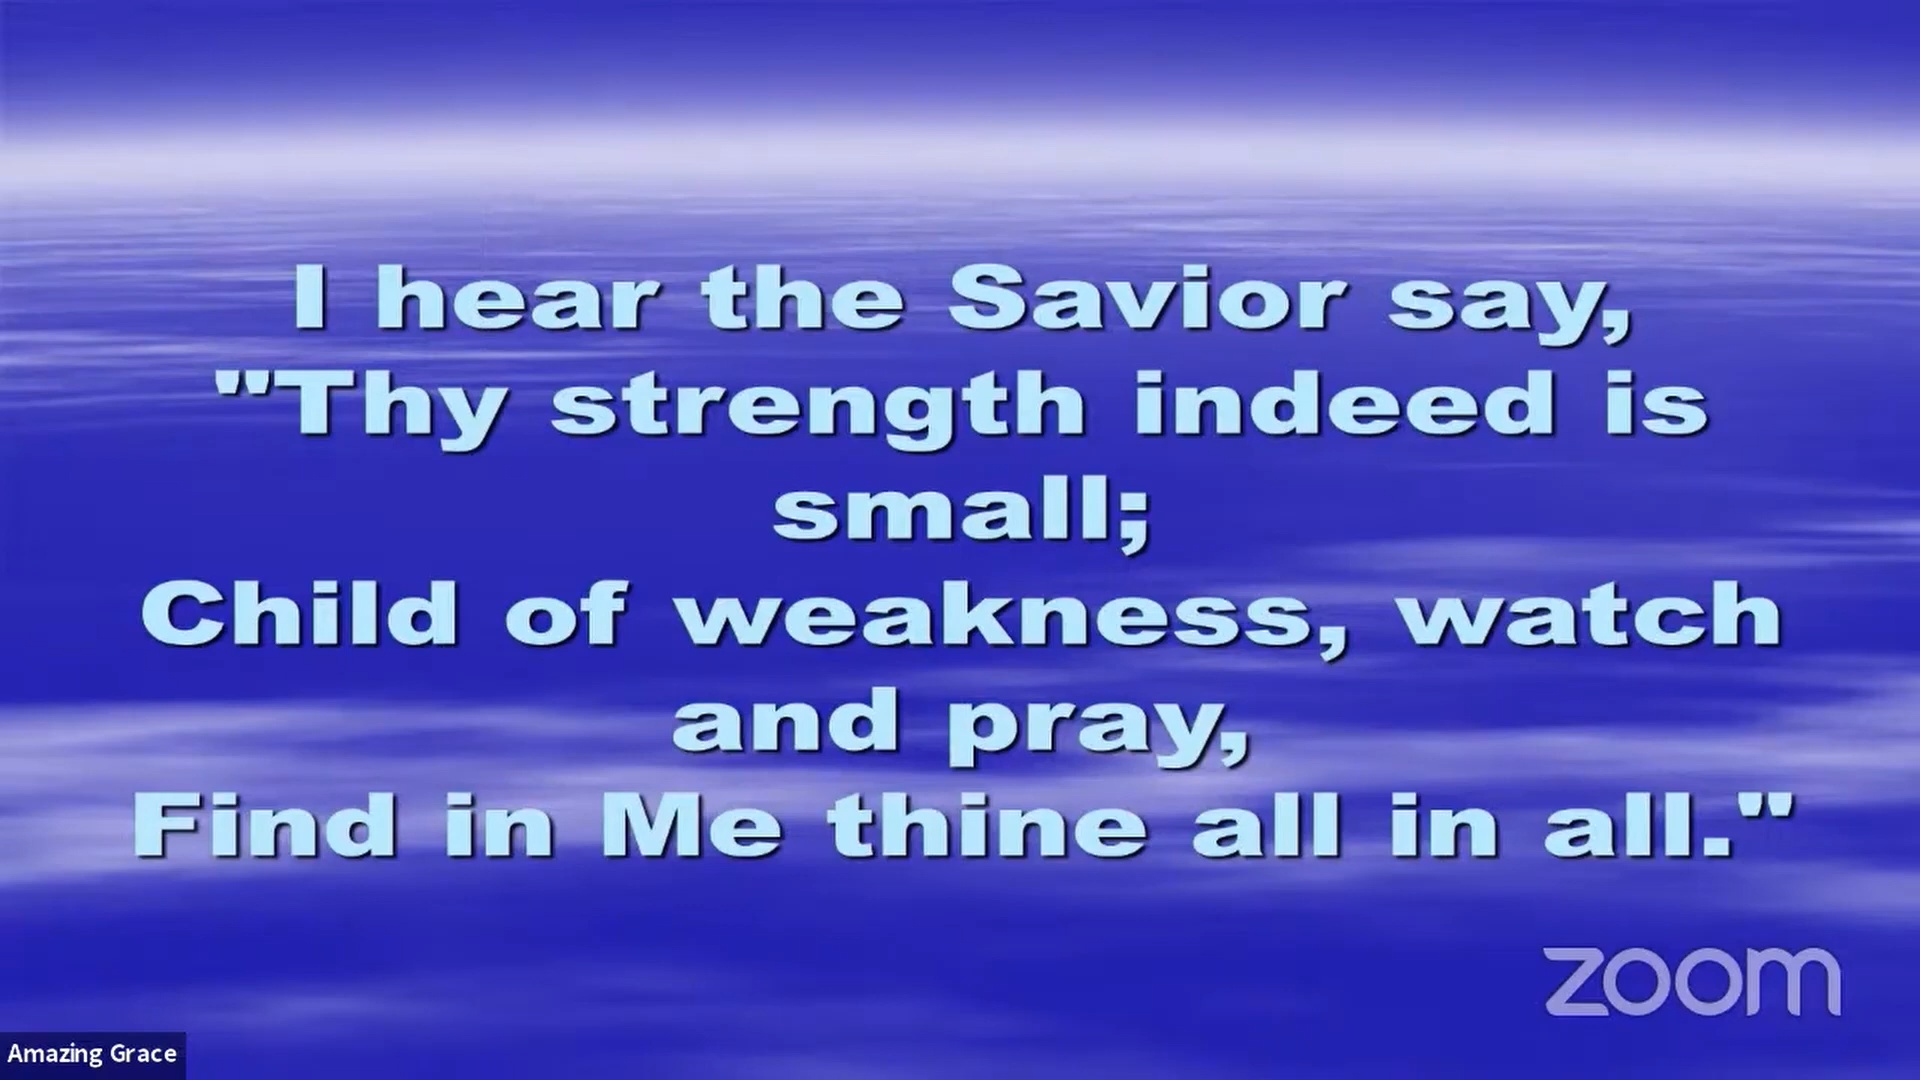 I hear the Savior say,
"Thy strength indeed is
small;
Child of weakness, watch
and pray,
Find in Me thine all in all."
zoom
Amazing Grace